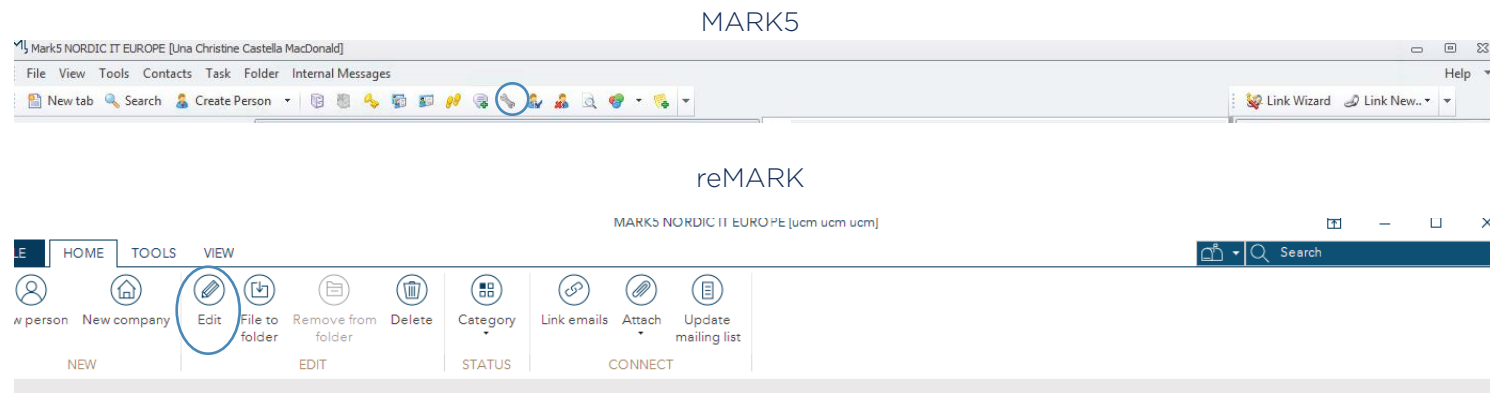 MARK5
Mark5 NORDIC IT EUROPE [Una Christine Castella MacDonald]
File View Tools Contacts Task Folder Internal Messages Help
New tab Search Create Person Link Wizard Link New..
reMARK
MARK5 NORDIC IT EUROPE [ucm ucm ucm]
LE HOME TOOLS VIEW Search
w person New company Edit File to folder Remove from folder Delete Category Link emails Attach Update mailing list
NEW EDIT STATUS CONNECT